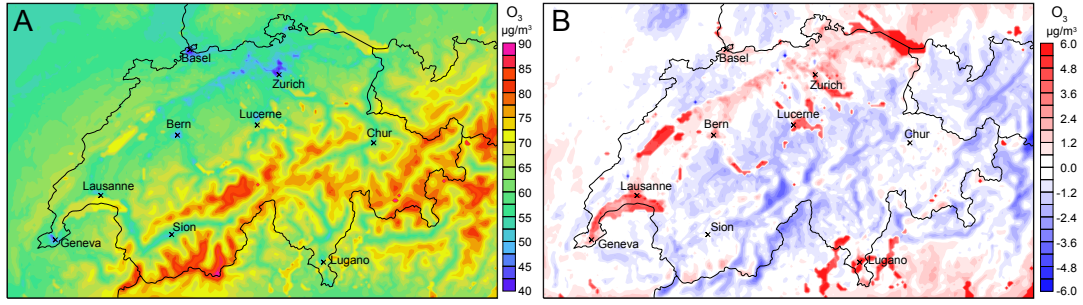 A
O3
µg/m³
90
85
80
75
70
65
60
55
50
45
40
Basel
Zurich
Lucerne
Bern
Chur
Lausanne
Sion
Geneva
Lugano
B
O3
µg/m³
6.0
4.8
3.6
2.4
1.2
0.0
-1.2
-2.4
-3.6
-4.8
-6.0
Basel
Zurich
Lucerne
Bern
Chur
Lausanne
Sion
Geneva
Lugano